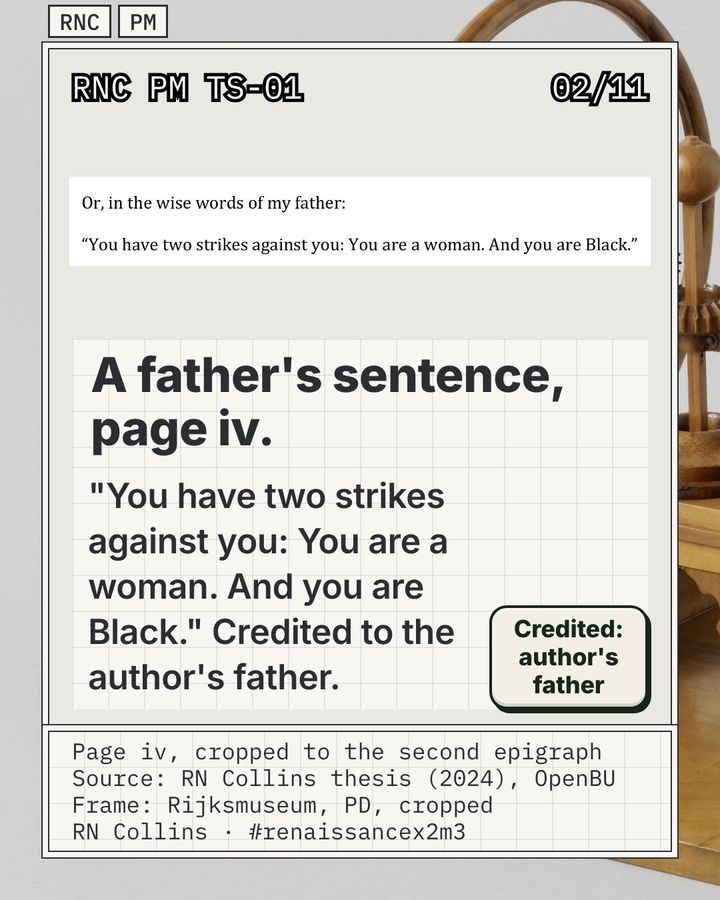 RNC PM
RNC PM TS-01 02/11
Or, in the wise words of my father:
“You have two strikes against you: You are a woman. And you are Black.”
A father's sentence,
page iv.
"You have two strikes
against you: You are a
woman. And you are
Black." Credited to the
author's father.
Credited:
author's
father
Page iv, cropped to the second epigraph
Source: RN Collins thesis (2024), OpenBU
Frame: Rijksmuseum, PD, cropped
RN Collins · #renaissancex2m3